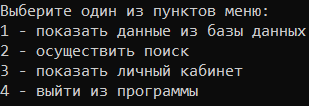 Выберите один из пунктов меню:
1 - показать данные из базы данных
2 - осуществить поиск
3 - показать личный кабинет
4 - выйти из программы